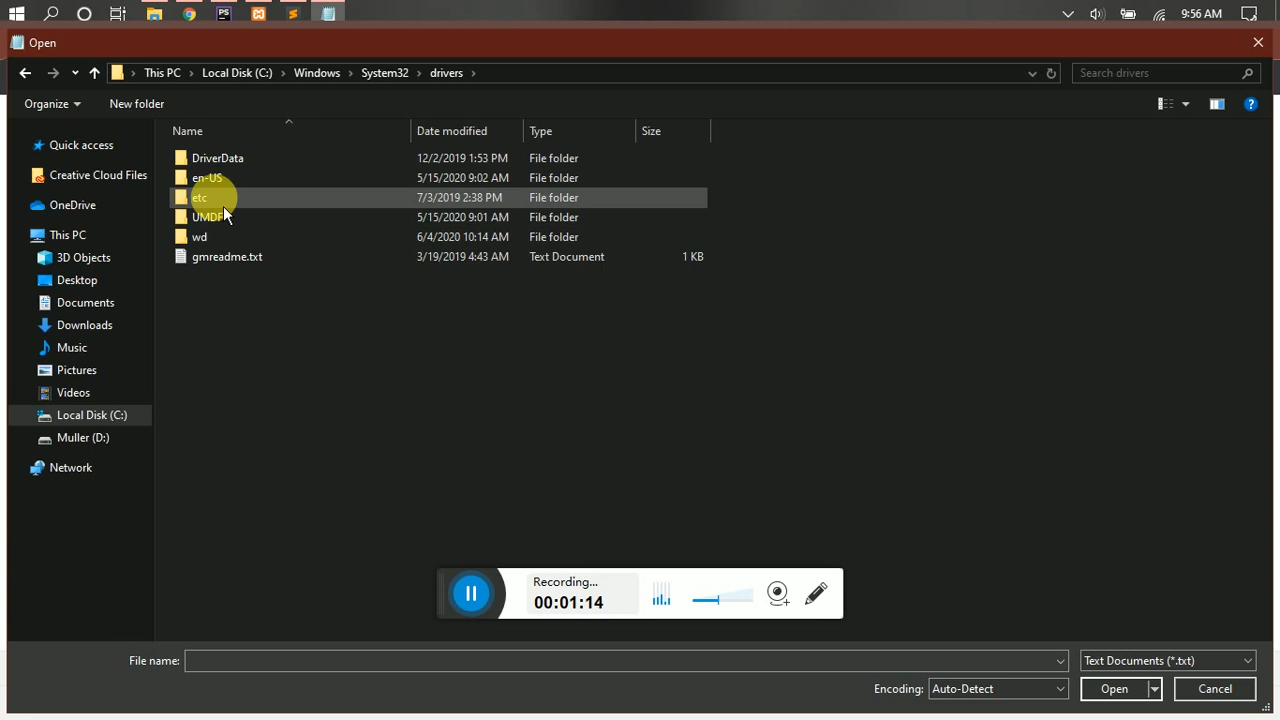 PS
9:56 AM
Open
This PC > Local Disk (C:) > Windows > System32 > drivers >
Search drivers
Organize New folder
?
Name Date modified Type Size
Quick access
Creative Cloud Files
OneDrive
This PC
3D Objects
Desktop
Documents
Downloads
Music
Pictures
Videos
Local Disk (C:)
Muller (D:)
Network
DriverData 12/2/2019 1:53 PM File folder
en-US 5/15/2020 9:02 AM File folder
etc 7/3/2019 2:38 PM File folder
UMDF 5/15/2020 9:01 AM File folder
wd 6/4/2020 10:14 AM File folder
gmreadme.txt 3/19/2019 4:43 AM Text Document 1 KB
Recording...
00:01:14
File name: Text Documents (*.txt)
Encoding: Auto-Detect Open Cancel